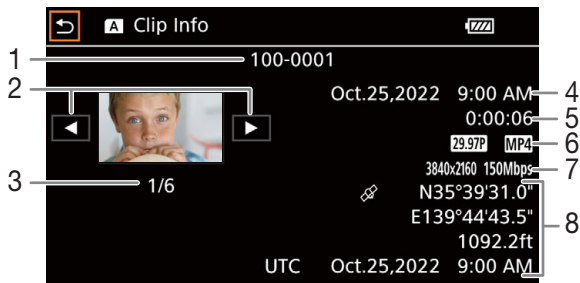 A Clip Info
1 100-0001
2
Oct.25,2022 9:00 AM 4
0:00:06 5
29.97P MP4 6
3840x2160 150Mbps 7
3 1/6
N35°39'31.0"
E139°44'43.5" 8
1092.2ft
UTC Oct.25,2022 9:00 AM